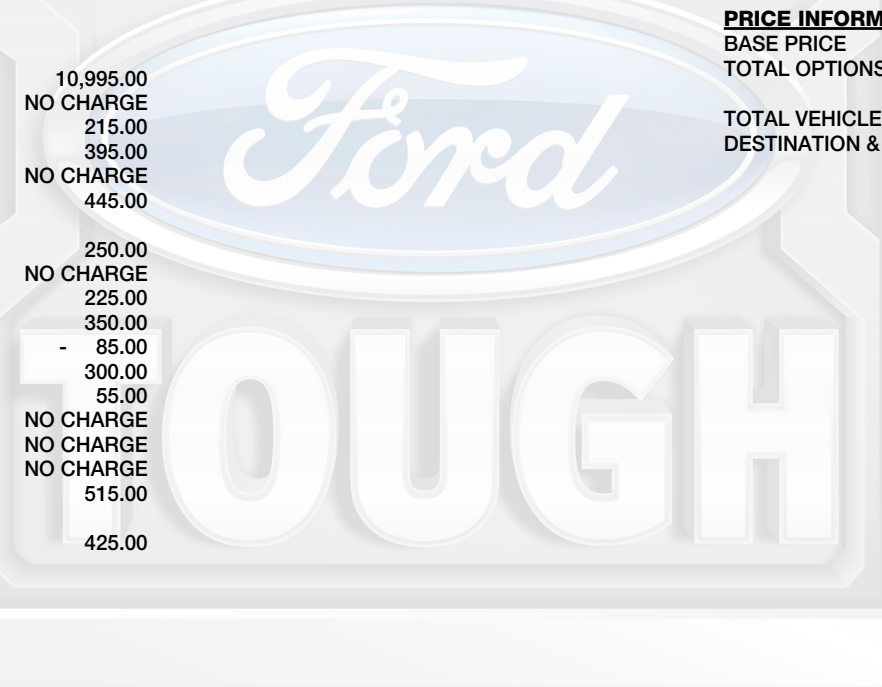 10,995.00
NO CHARGE
215.00
395.00
NO CHARGE
445.00
250.00
NO CHARGE
225.00
350.00
- 85.00
300.00
55.00
NO CHARGE
NO CHARGE
NO CHARGE
515.00
425.00
PRICE INFORM
BASE PRICE
TOTAL OPTIONS
TOTAL VEHICLE
DESTINATION &
Ford
TOUGH